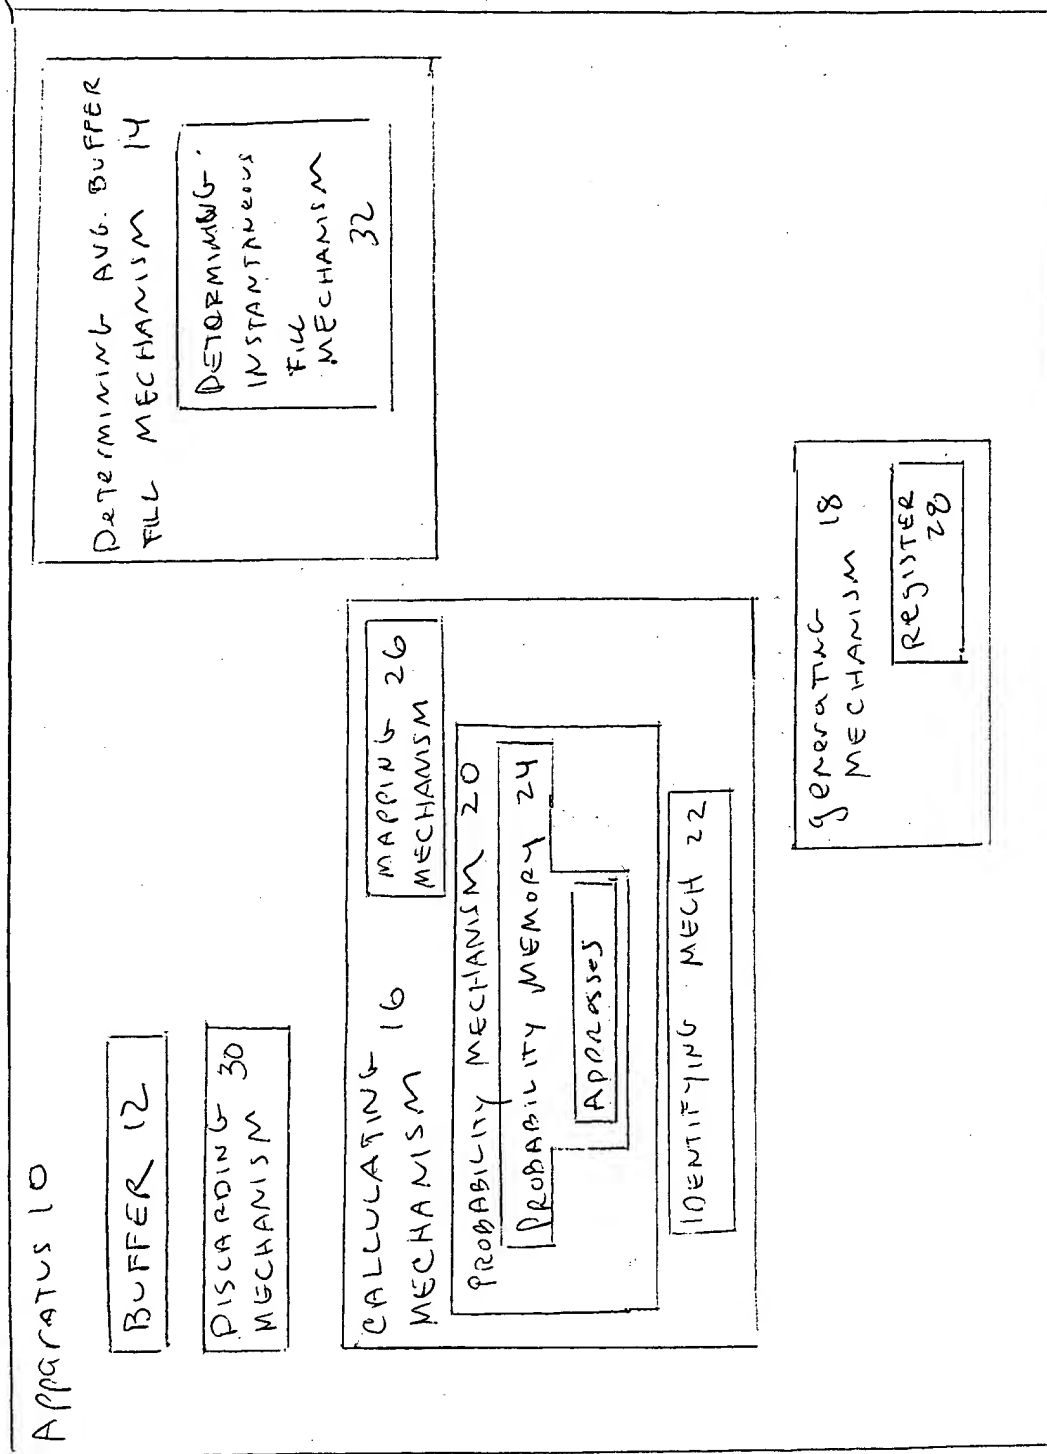 Apparatus 10
BUFFER 12
DISCARDING 30
MECHANISM
CALCULATING 16
MECHANISM
MAPPING 26
MECHANISM
PROBABILITY MECHANISM 20
PROBABILITY MEMORY 24
ADDRESSES
IDENTIFYING MECH 22
Determining AVG. BUFFER
FILL MECHANISM 14
DETERMINING
INSTANTANEOUS
FILL
MECHANISM
32
generating
MECHANISM 18
Register
28